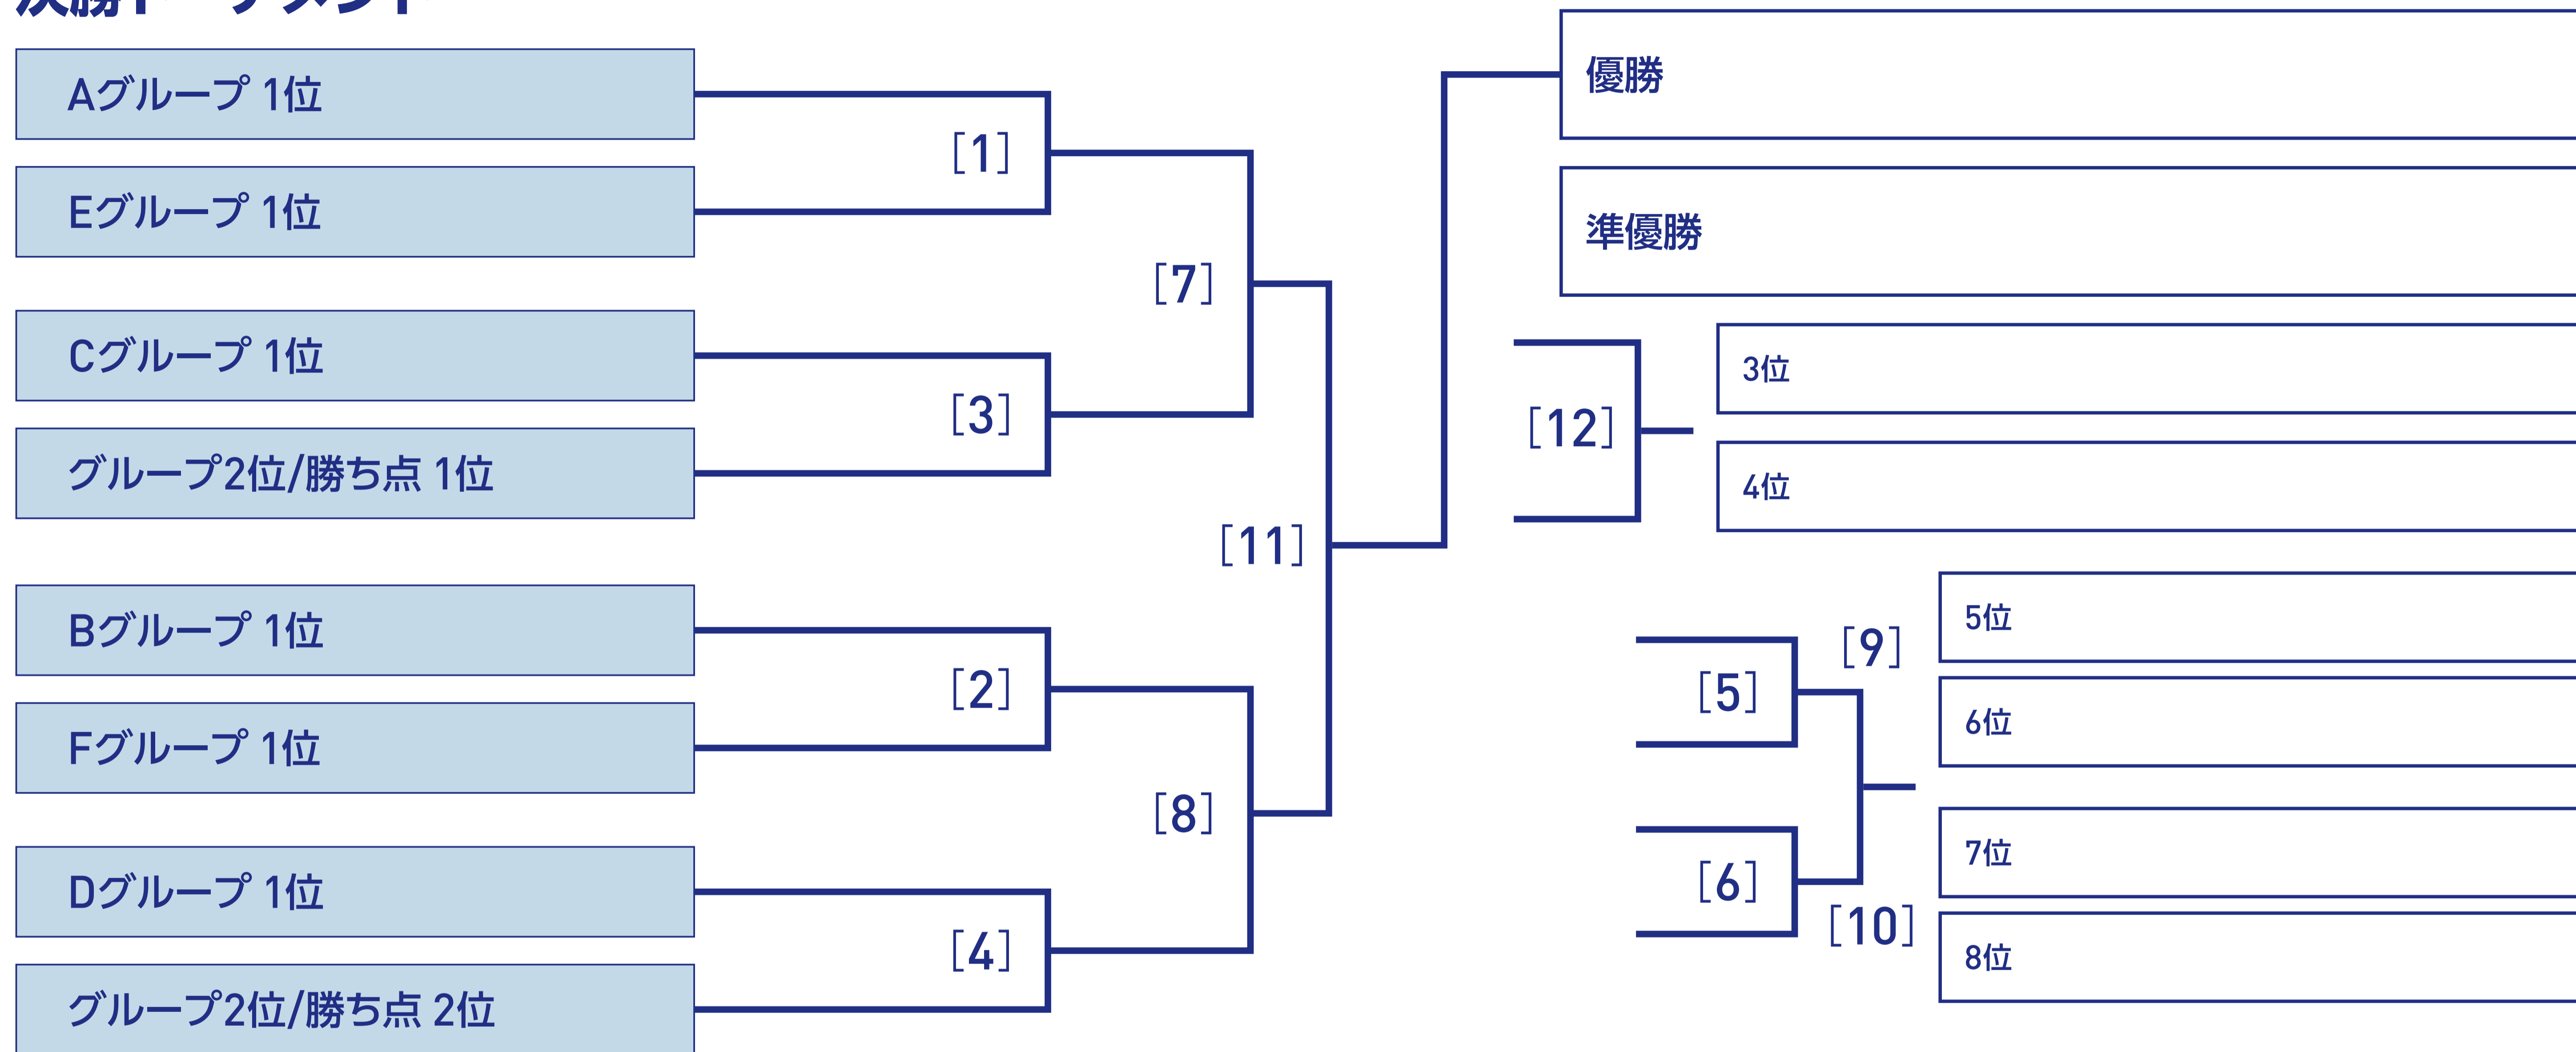 Aグループ 1位
Eグループ 1位
Cグループ 1位
グループ2位/勝ち点 1位
Bグループ 1位
Fグループ 1位
Dグループ 1位
グループ2位/勝ち点 2位
[1]
[3]
[2]
[4]
[7]
[8]
[11]
優勝
準優勝
[12]
3位
4位
[5]
[6]
[9]
[10]
5位
6位
7位
8位